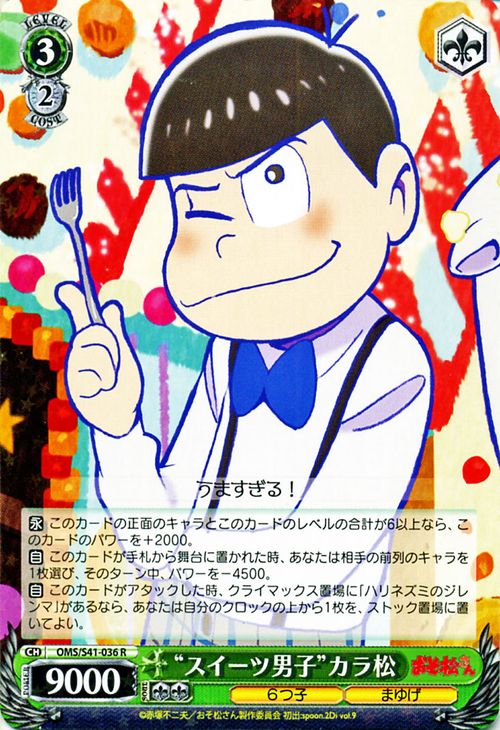 LEVEL
3
2
COST
うますぎる！
永 このカードの正面のキャラとこのカードのレベルの合計が6以上なら、こ
のカードのパワーを＋2000。
自 このカードが手札から舞台に置かれた時、あなたは相手の前列のキャラを
1枚選び、そのターン中、パワーを－4500。
自 このカードがアタックした時、クライマックス置場に「ハリネズミのジレ
ンマ」があるなら、あなたは自分のクロックの上から1枚を、ストック置場に置
いてよい。
CH OMS/S41-036 R
POWER 9000 SOUL
“スイーツ男子”カラ松
おそ松さん
6つ子 まゆげ
©赤塚不二夫／おそ松さん製作委員会 初出:spoon.2Di vol.9